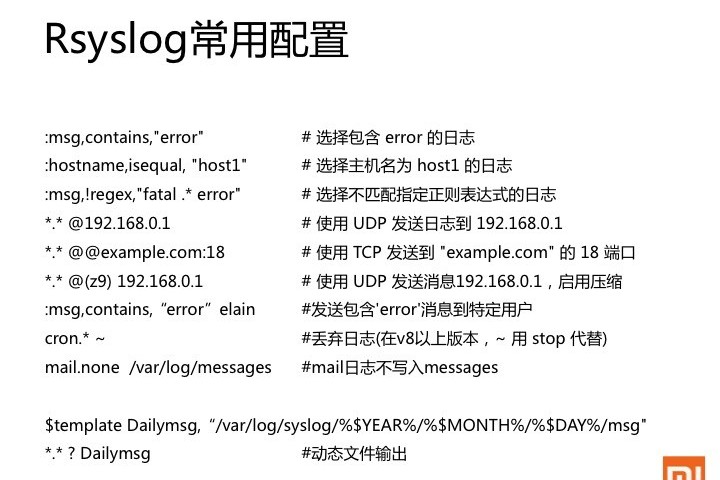 Rsyslog常用配置
:msg,contains,"error" # 选择包含 error 的日志
:hostname,isequal, "host1" # 选择主机名为 host1 的日志
:msg,!regex,"fatal .* error" # 选择不匹配指定正则表达式的日志
*.* @192.168.0.1 # 使用 UDP 发送日志到 192.168.0.1
*.* @@example.com:18 # 使用 TCP 发送到 "example.com" 的 18 端口
*.* @(z9) 192.168.0.1 # 使用 UDP 发送消息192.168.0.1，启用压缩
:msg,contains,“error”elain #发送包含'error'消息到特定用户
cron.* ~ #丢弃日志(在v8以上版本，~ 用 stop 代替)
mail.none /var/log/messages #mail日志不写入messages
$template Dailymsg,“/var/log/syslog/%$YEAR%/%$MONTH%/%$DAY%/msg"
*.* ? Dailymsg #动态文件输出
MI